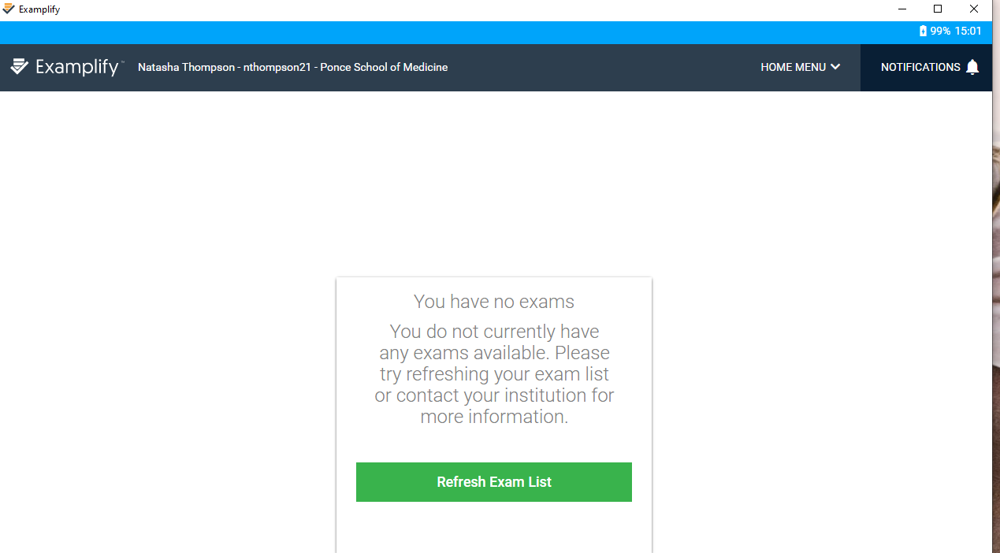 Examplify
99% 15:01
Examplify™ Natasha Thompson - nthompson21 - Ponce School of Medicine HOME MENU NOTIFICATIONS
You have no exams
You do not currently have
any exams available. Please
try refreshing your exam list
or contact your institution for
more information.
Refresh Exam List